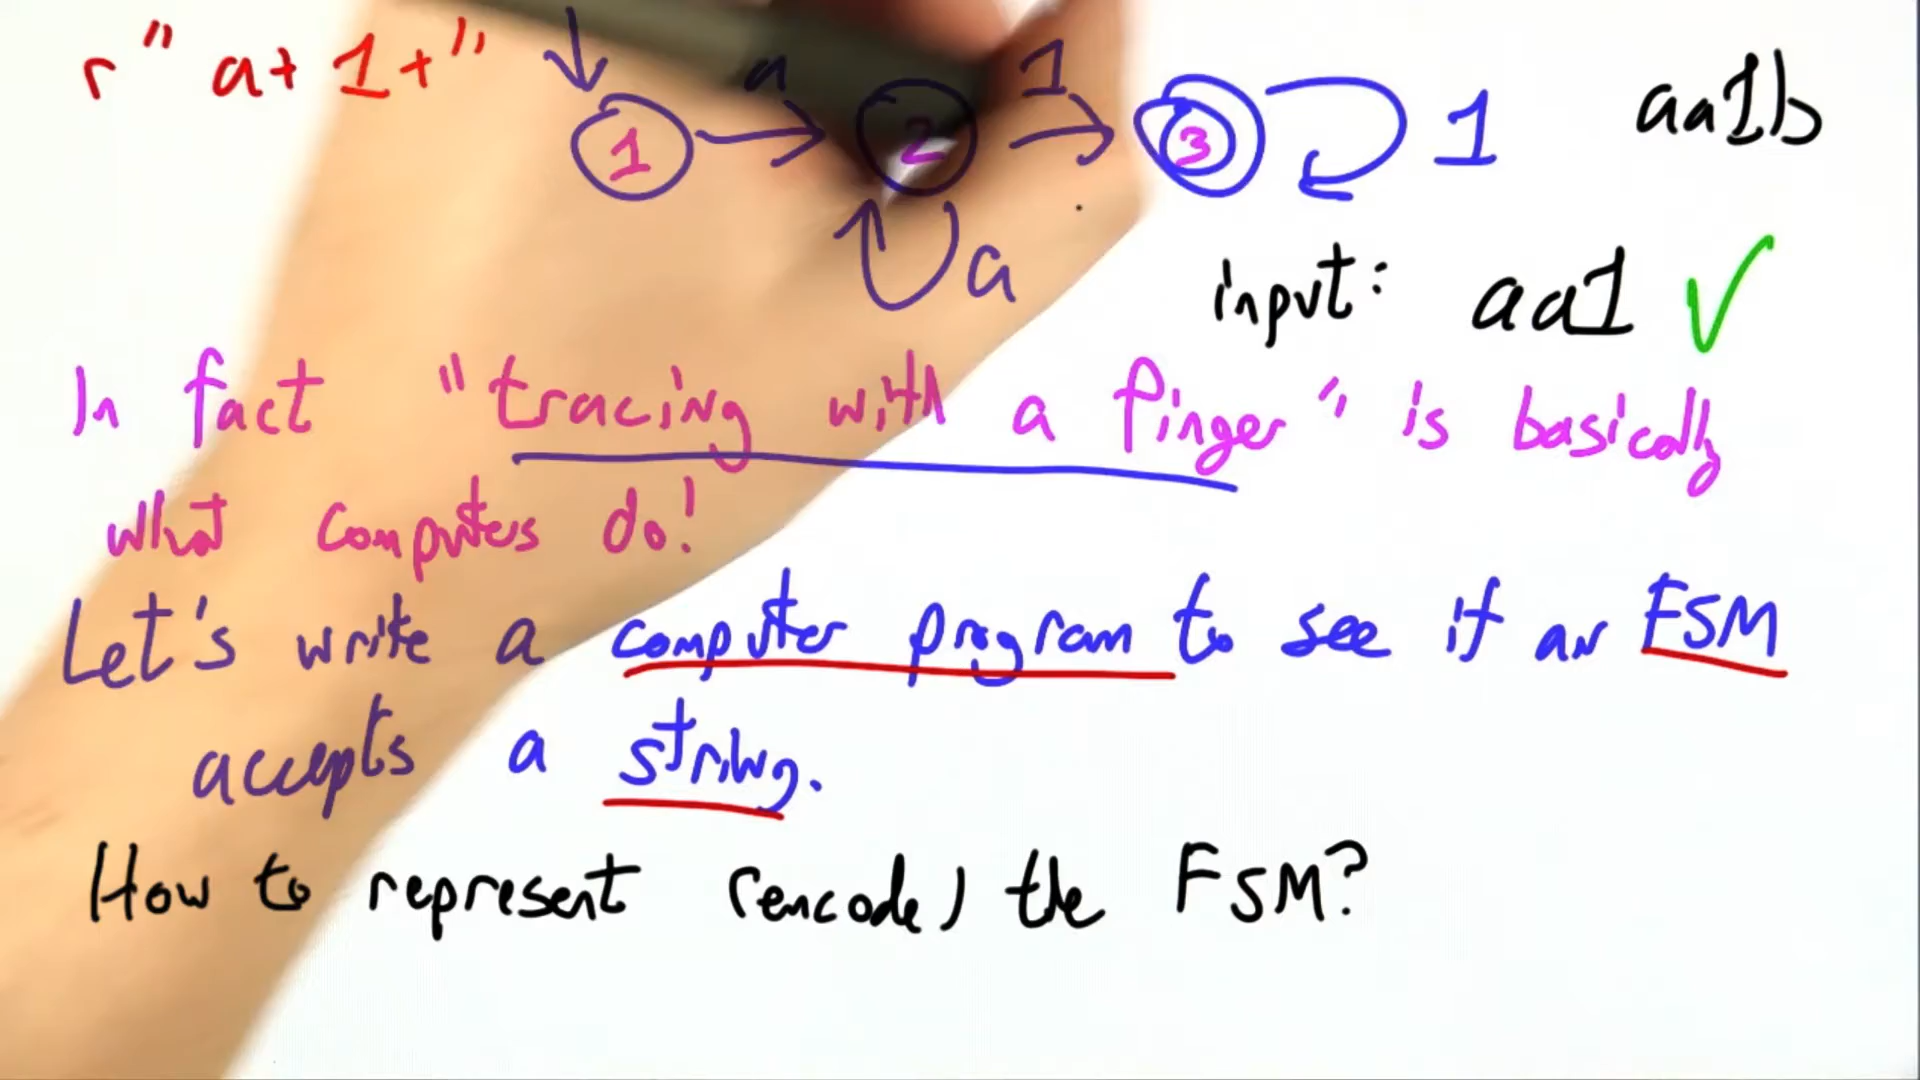 r"a+1+" 1 a 2 1 3 1 aa1b
a input: aa1
In fact "tracing with a finger" is basically
what computers do!
Let's write a computer program to see if an FSM
accepts a string.
How to represent (encode) the FSM?